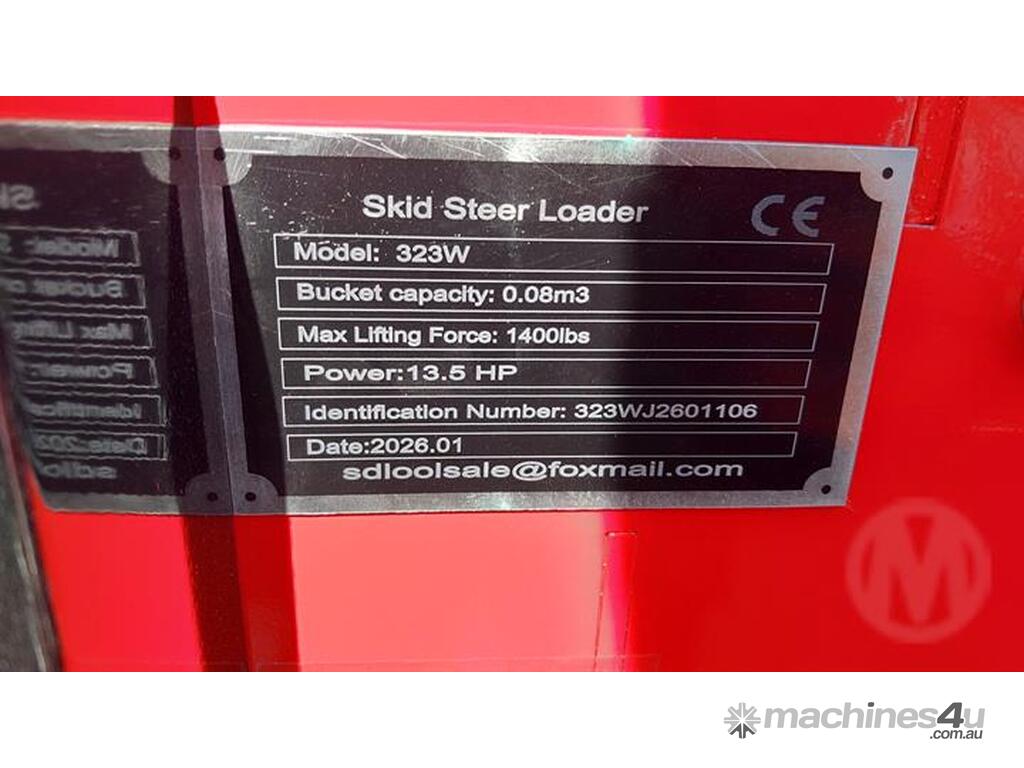 Skid Steer Loader CE
Model: 323W
Bucket capacity: 0.08m3
Max Lifting Force: 1400lbs
Power:13.5 HP
Identification Number: 323WJ2601106
Date:2026.01
sdloolsale@foxmail.com
M
machines4u
.com.au